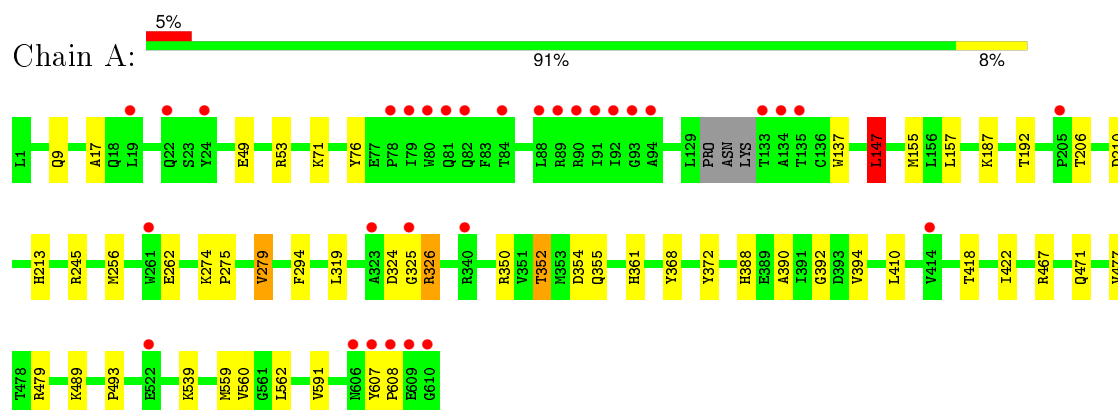 5%
Chain A:
91%
8%
L1 Q9 A17 Q18 L19 Q22 S23 Y24 E49 R53 K71 Y76 E77 P78 I79 W80 Q81 G82 F83 T84 L88 R89 R90 I91 I92 G93 A94 L129 PRO ASN LYS T133 A134 T135 C136 W137 L147 M155 L156 L157 K187 T192 P205 T206
H213 R245 M256 W261 E262 K274 P275 V279 F294 L319 A323 D324 G325 R326 R340 R350 V351 T352 M353 D354 Q355 H361 Y368 Y372 H388 E389 A390 I391 G392 D393 V394 L410 V414 T418 I422 R467 Q471 V477
T478 R479 K489 P493 E522 K539 M559 V560 G561 L562 V591 N606 Y607 P608 E609 G610